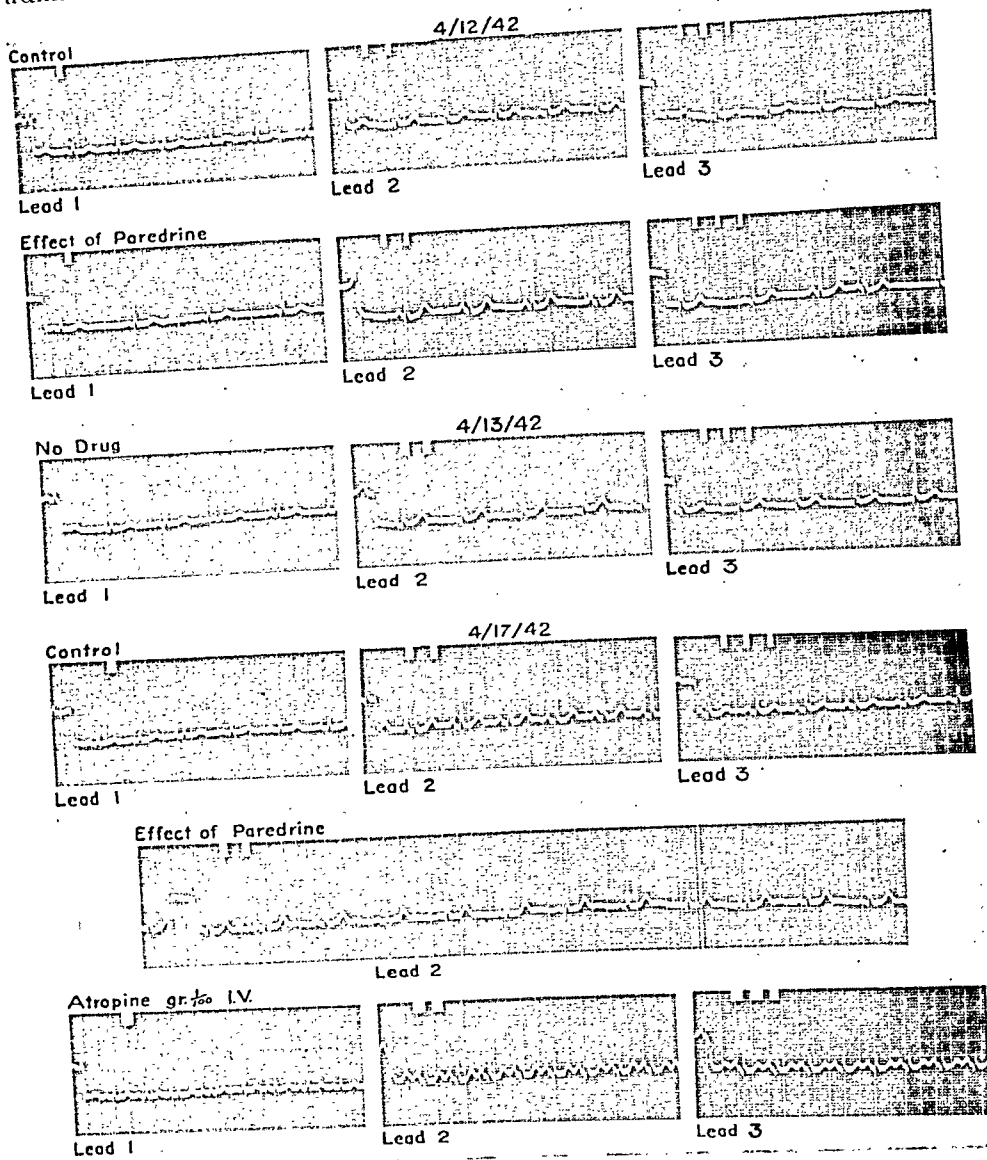 4/12/42
Control
Lead 1
Lead 2
Lead 3
Effect of Paredrine
Lead 1
Lead 2
Lead 3
4/13/42
No Drug
Lead 1
Lead 2
Lead 3
4/17/42
Control
Lead 1
Lead 2
Lead 3
Effect of Paredrine
Lead 2
Atropine gr. 1/100 I.V.
Lead 1
Lead 2
Lead 3